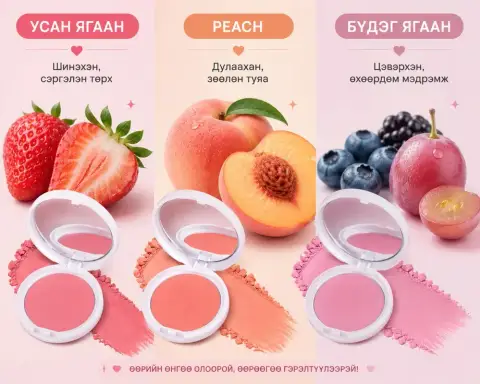 УСАН ЯГААН
Шинэхэн,
сэргэлэн төрх
PEACH
Дулаахан,
зөөлөн туяа
БҮДЭГ ЯГААН
Цэвэрхэн,
өхөөрдөм мэдрэмж
ӨӨРИЙН ӨНГӨӨ ОЛООРОЙ, ӨӨРӨӨРӨӨ ГЭРЭЛТҮҮЛЭЭРЭЙ!